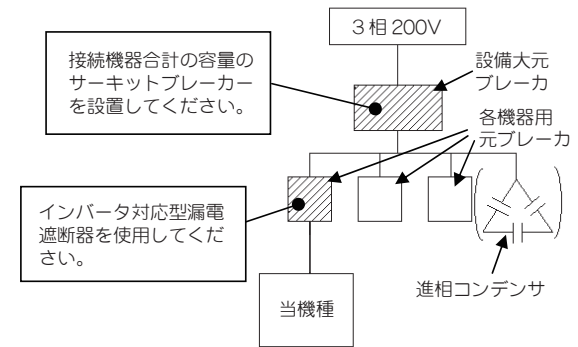 3相200V
接続機器合計の容量の
サーキットブレーカー
を設置してください。
設備大元
ブレーカ
各機器用
元ブレーカ
インバータ対応型漏電
遮断器を使用してくだ
さい。
進相コンデンサ
当機種